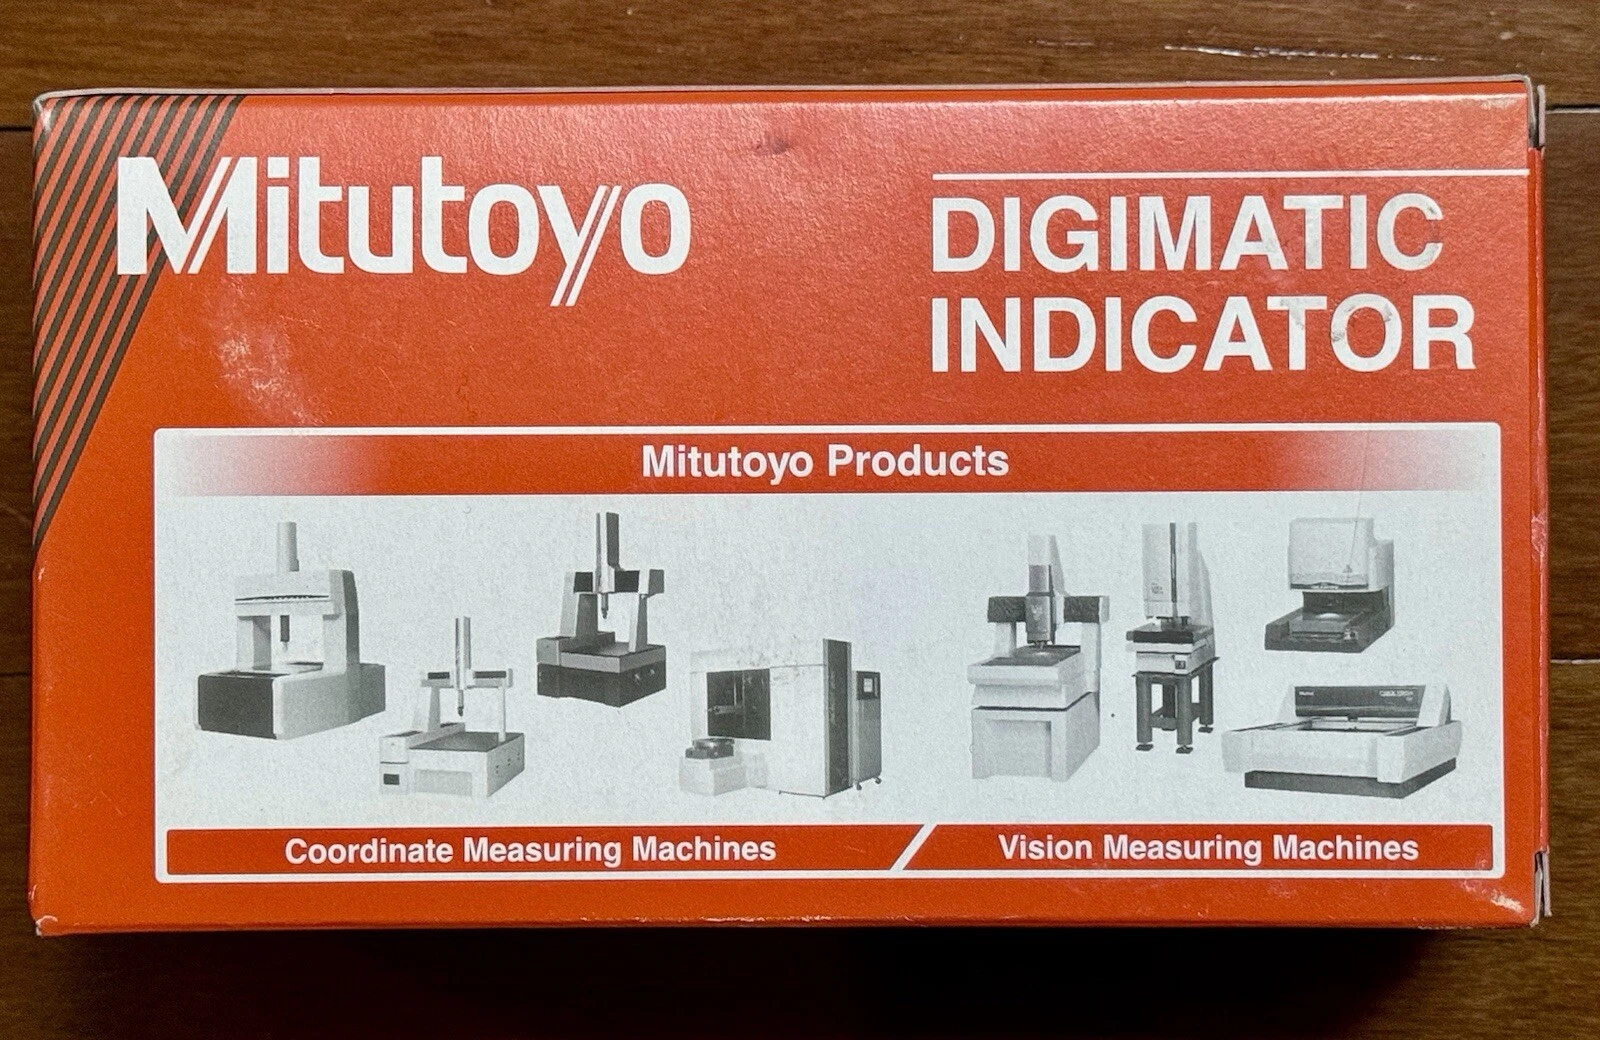 Mitutoyo
DIGIMATIC
INDICATOR
Mitutoyo Products
Coordinate Measuring Machines
Vision Measuring Machines